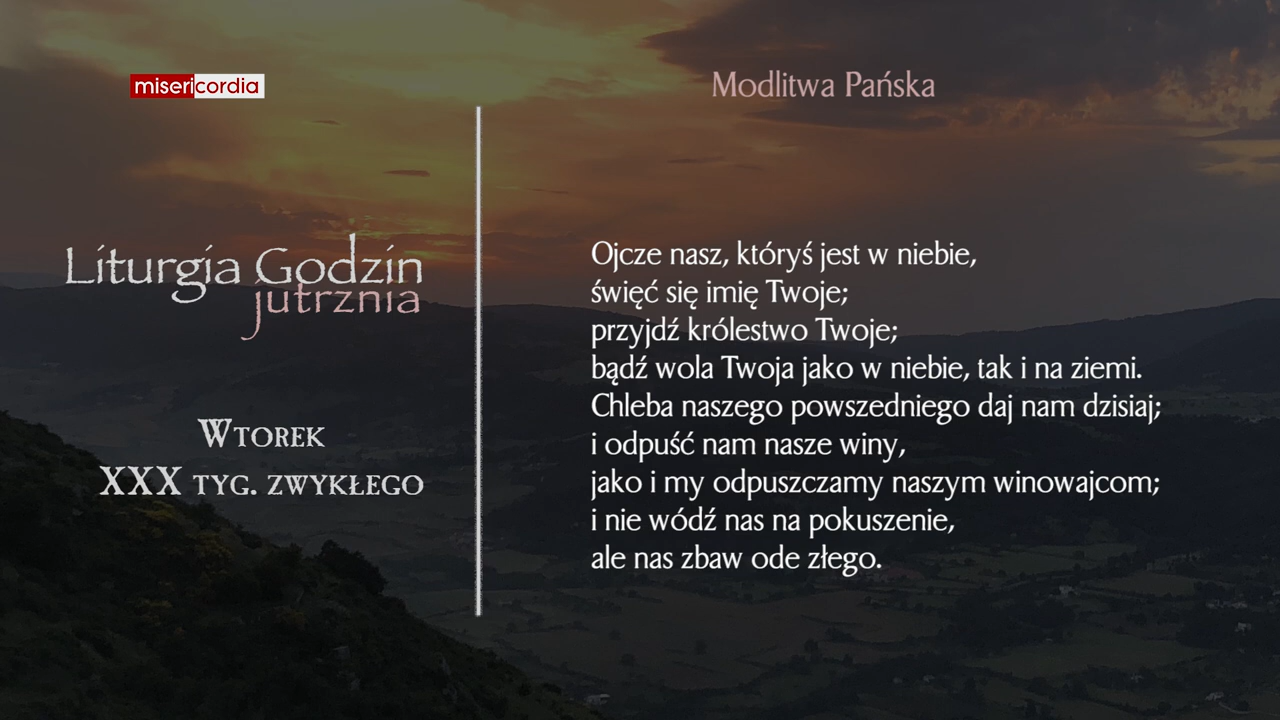 misericordia
Liturgia Godzin
jutrznia
Wtorek
XXX tyg. zwykłego
Modlitwa Pańska
Ojcze nasz, któryś jest w niebie,
święć się imię Twoje;
przyjdź królestwo Twoje;
bądź wola Twoja jako w niebie, tak i na ziemi.
Chleba naszego powszedniego daj nam dzisiaj;
i odpuść nam nasze winy,
jako i my odpuszczamy naszym winowajcom;
i nie wódź nas na pokuszenie,
ale nas zbaw ode złego.